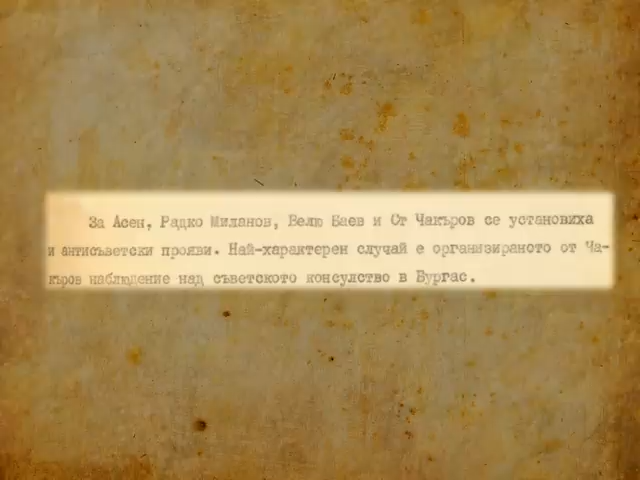 За Асен, Радко Миланов, Велю Баев и Ст Чакъров се установиха
и антисъветски прояви. Най-характерен случай е организираното от Ча-
къров наблюдение над съветското консулство в Бургас.